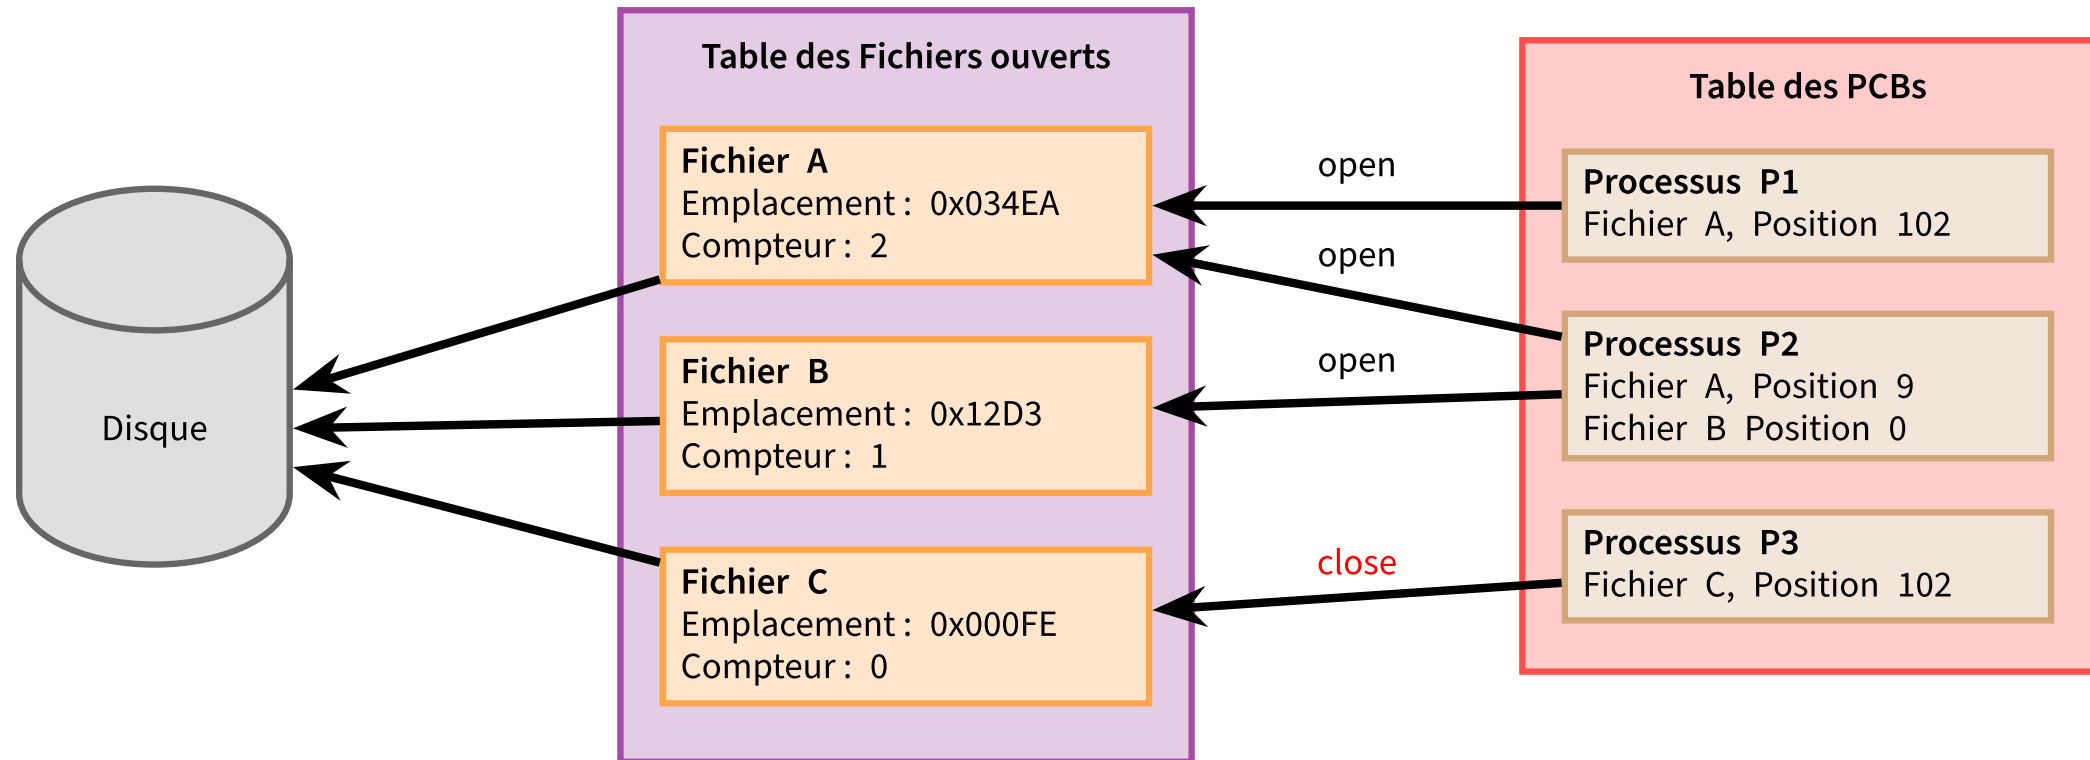 Table des Fichiers ouverts
Fichier A
Emplacement : 0x034EA
Compteur : 2
Fichier B
Emplacement : 0x12D3
Compteur : 1
Fichier C
Emplacement : 0x000FE
Compteur : 0
Disque
open
open
open
close
Table des PCBs
Processus P1
Fichier A, Position 102
Processus P2
Fichier A, Position 9
Fichier B Position 0
Processus P3
Fichier C, Position 102